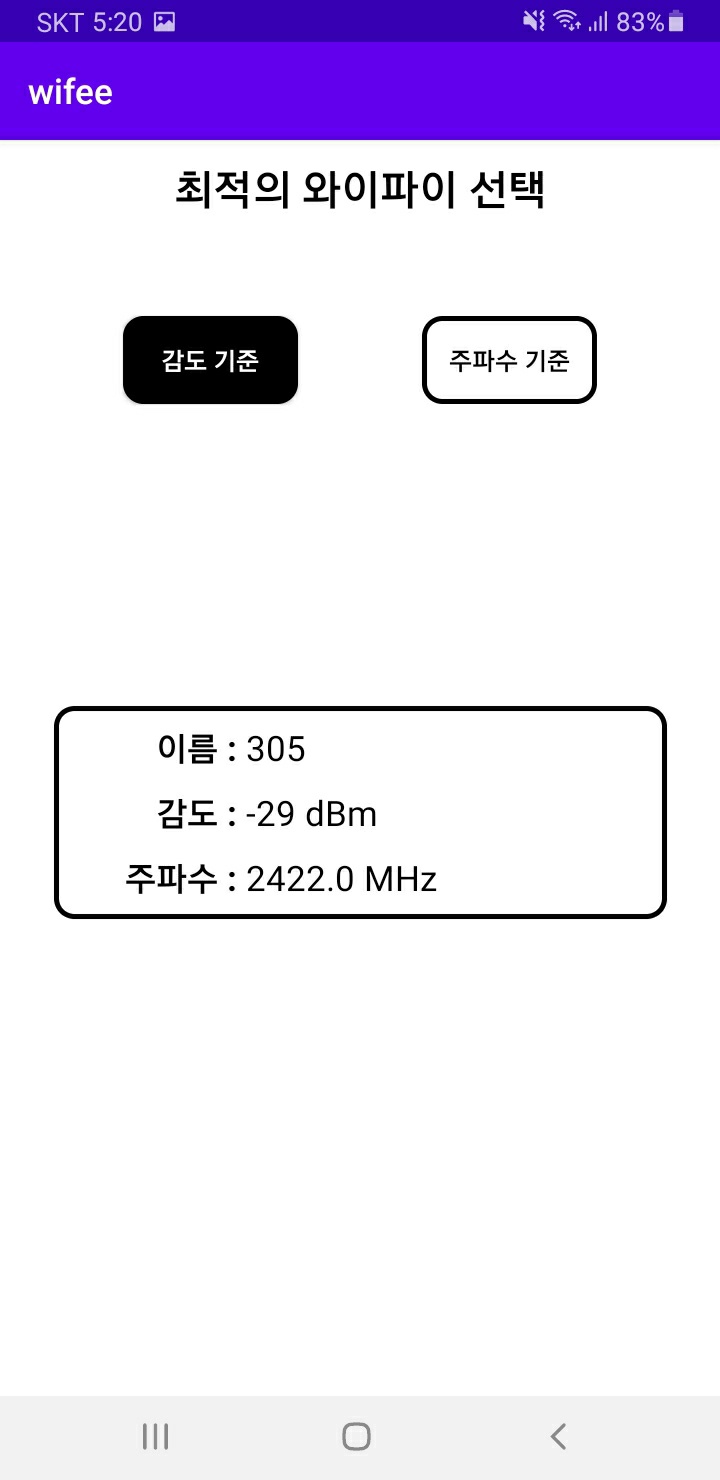 SKT 5:20 83%
wifee
최적의 와이파이 선택
감도 기준 주파수 기준
이름 : 305
감도 : -29 dBm
주파수 : 2422.0 MHz